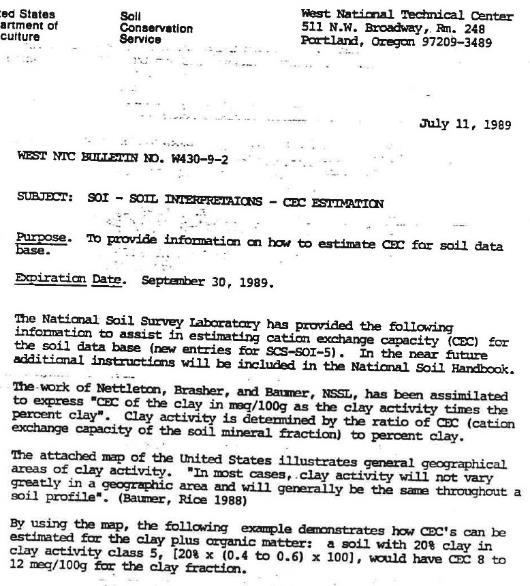 ted States
artment of
culture
Soil
Conservation
Service
West National Technical Center
511 N.W. Broadway, Rm. 248
Portland, Oregon 97209-3489
July 11, 1989
WEST NTC BULLETIN NO. W430-9-2
SUBJECT: SOI - SOIL INTERPRETAIONS - CEC ESTIMATION
Purpose. To provide information on how to estimate CEC for soil data
base.
Expiration Date. September 30, 1989.
The National Soil Survey Laboratory has provided the following
information to assist in estimating cation exchange capacity (CEC) for
the soil data base (new entries for SCS-SOI-5). In the near future
additional instructions will be included in the National Soil Handbook.
The work of Nettleton, Brasher, and Baumer, NSSL, has been assimilated
to express "CEC of the clay in meq/100g as the clay activity times the
percent clay". Clay activity is determined by the ratio of CEC (cation
exchange capacity of the soil mineral fraction) to percent clay.
The attached map of the United States illustrates general geographical
areas of clay activity. "In most cases, clay activity will not vary
greatly in a geographic area and will generally be the same throughout a
soil profile". (Baumer, Rice 1988)
By using the map, the following example demonstrates how CEC's can be
estimated for the clay plus organic matter: a soil with 20% clay in
clay activity class 5, [20% x (0.4 to 0.6) x 100], would have CEC 8 to
12 meq/100g for the clay fraction.